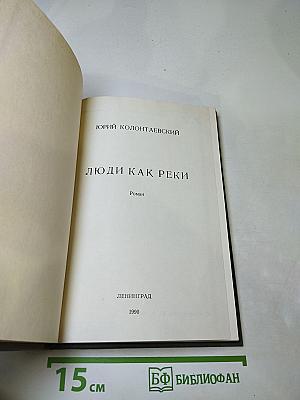 ЮРИЙ КОЛОНТАЕВСКИЙ
ЛЮДИ КАК РЕКИ
Роман
ЛЕНИНГРАД
1990
15 см
БФ БИБЛИОФАН